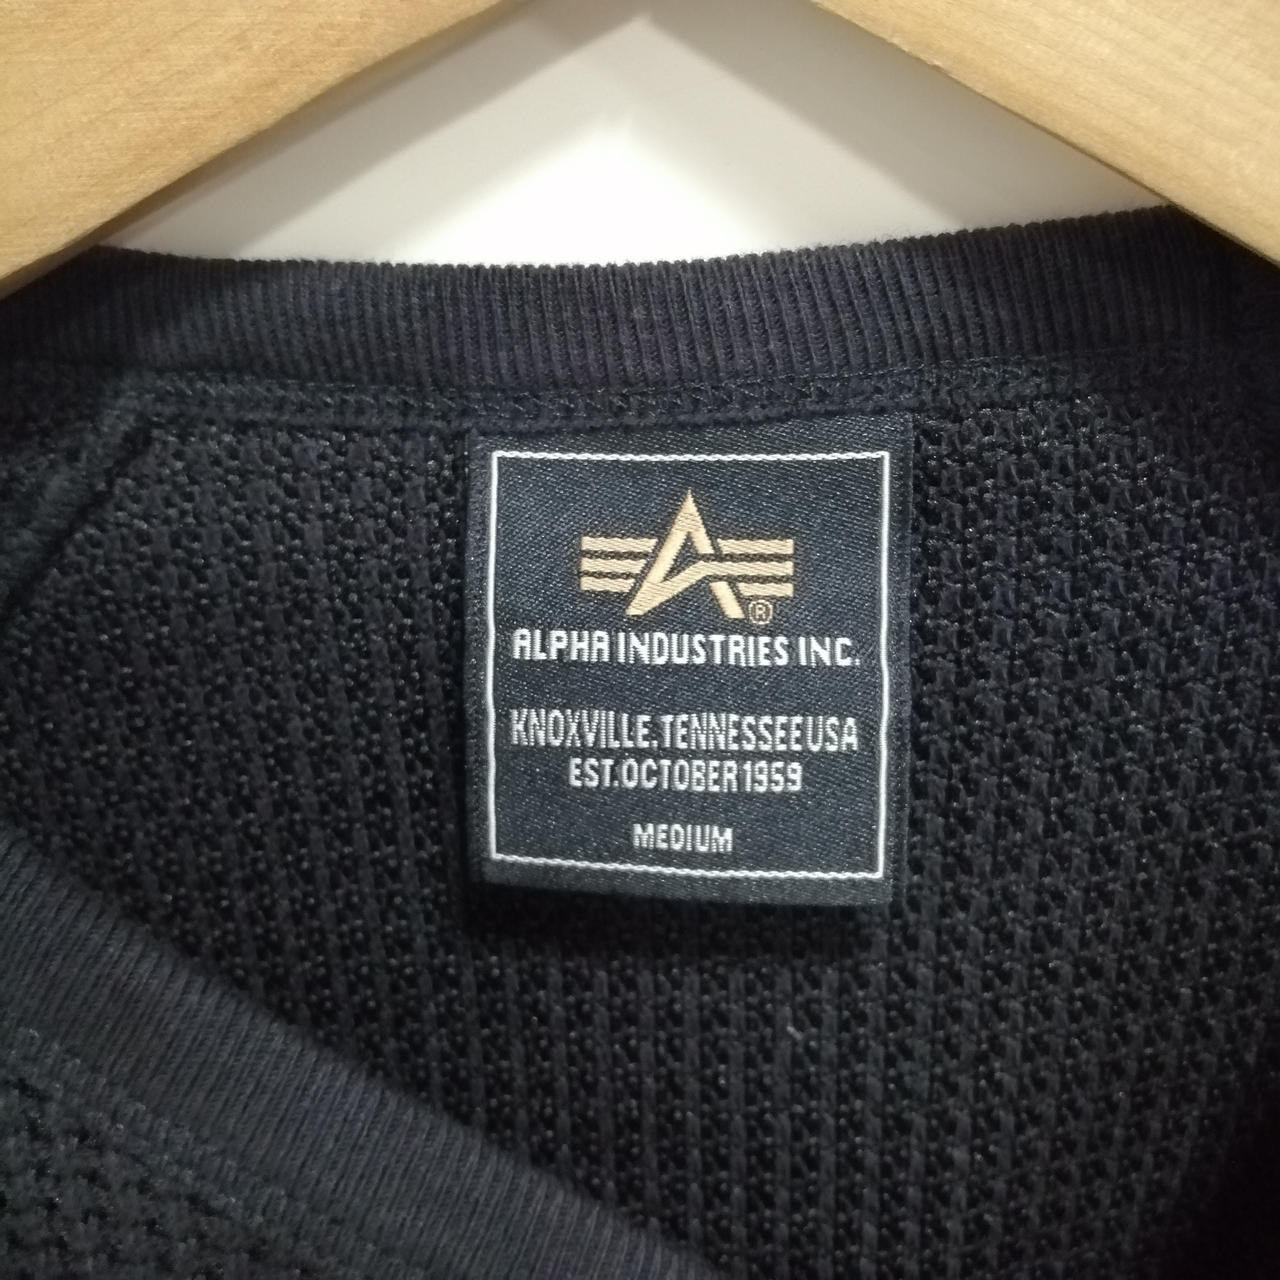 ®
ALPHA INDUSTRIES INC.
KNOXVILLE.TENNESSEE USA
EST.OCTOBER 1959
MEDIUM